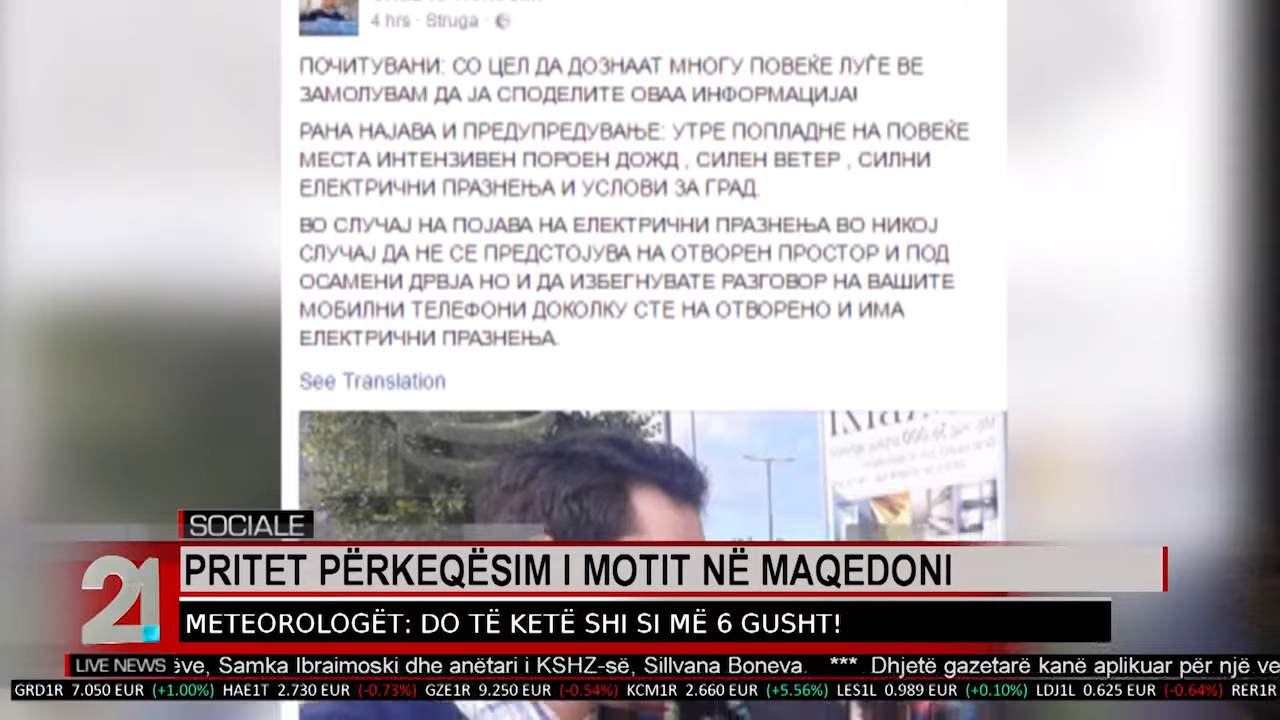 4 hrs · Struga ·
ПОЧИТУВАНИ: СО ЦЕЛ ДА ДОЗНААТ МНОГУ ПОВЕЌЕ ЛУЃЕ ВЕ
ЗАМОЛУВАМ ДА ЈА СПОДЕЛИТЕ ОВАА ИНФОРМАЦИЈА!
РАНА НАЈАВА И ПРЕДУПРЕДУВАЊЕ: УТРЕ ПОПЛАДНЕ НА ПОВЕЌЕ
МЕСТА ИНТЕНЗИВЕН ПОРОЕН ДОЖД , СИЛЕН ВЕТЕР , СИЛНИ
ЕЛЕКТРИЧНИ ПРАЗНЕЊА И УСЛОВИ ЗА ГРАД.
ВО СЛУЧАЈ НА ПОЈАВА НА ЕЛЕКТРИЧНИ ПРАЗНЕЊА ВО НИКОЈ
СЛУЧАЈ ДА НЕ СЕ ПРЕДСТОЈУВА НА ОТВОРЕН ПРОСТОР И ПОД
ОСАМЕНИ ДРВЈА НО И ДА ИЗБЕГНУВАТЕ РАЗГОВОР НА ВАШИТЕ
МОБИЛНИ ТЕЛЕФОНИ ДОКОЛКУ СТЕ НА ОТВОРЕНО И ИМА
ЕЛЕКТРИЧНИ ПРАЗНЕЊА.
See Translation
SOCIALE
21
PRITET PËRKEQËSIM I MOTIT NË MAQEDONI
METEOROLOGËT: DO TË KETË SHI SI MË 6 GUSHT!
LIVE NEWS ëve, Samka Ibraimoski dhe anëtari i KSHZ-së, Sillvana Boneva. *** Dhjetë gazetarë kanë aplikuar për një ve
GRD1R 7.050 EUR (+1.00%) HAE1T 2.730 EUR (-0.73%) GZE1R 9.250 EUR (-0.54%) KCM1R 2.660 EUR (+5.56%) LES1L 0.989 EUR (+0.10%) LDJ1L 0.625 EUR (-0.64%) RER1R